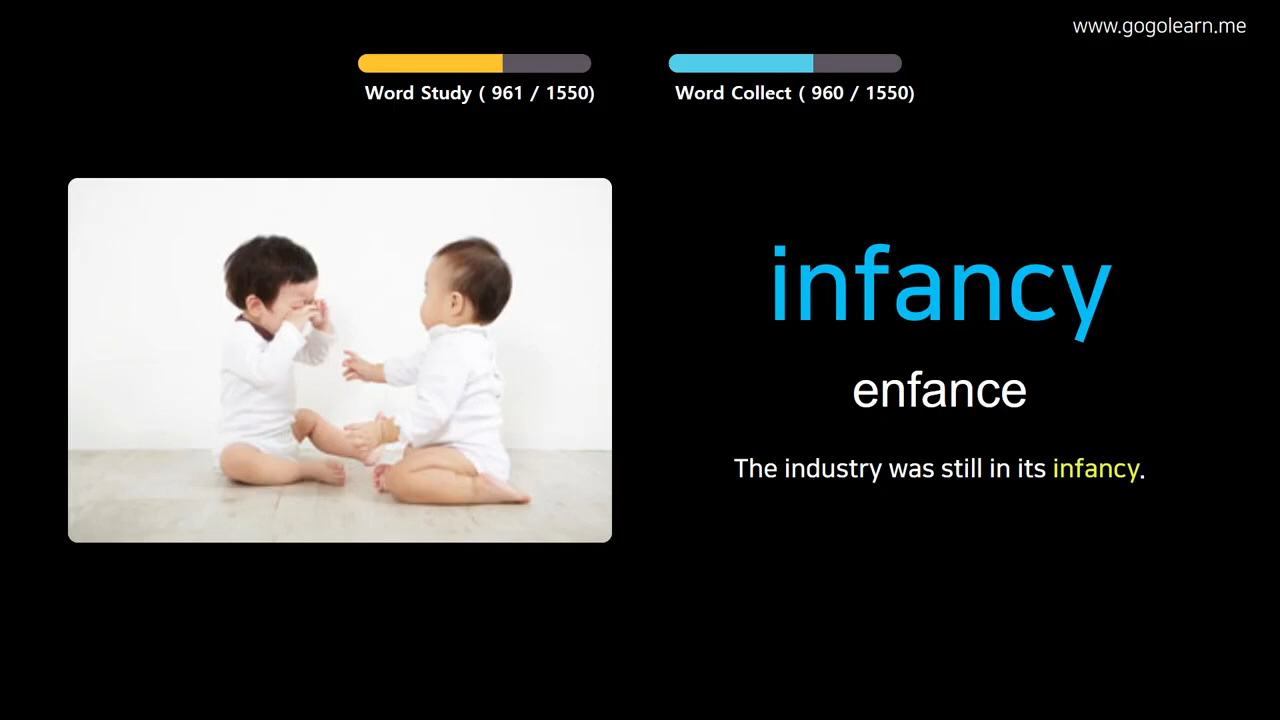 www.gogolearn.me
Word Study ( 961 / 1550)
Word Collect ( 960 / 1550)
infancy
enfance
The industry was still in its infancy.